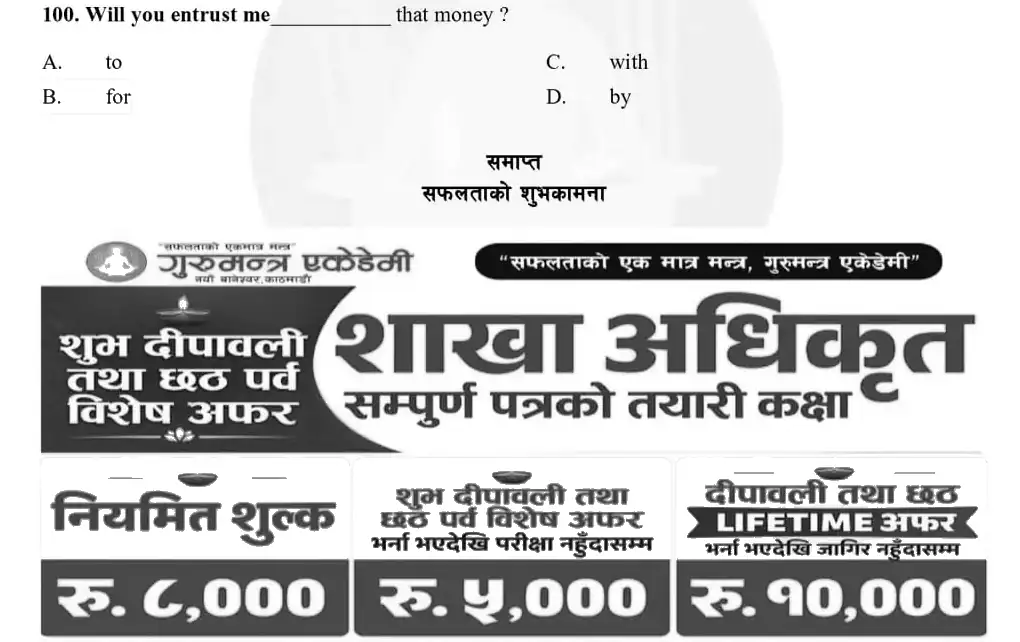 100. Will you entrust me____________ that money ?
A. to
C. with
B. for
D. by
समाप्त
सफलताको शुभकामना
"सफलताको एकमात्र मन्त्र"
गुरुमन्त्र एकेडेमी
नयाँ बानेश्वर, काठमाडौं
"सफलताको एक मात्र मन्त्र, गुरुमन्त्र एकेडेमी"
शुभ दीपावली
तथा छठ पर्व
विशेष अफर
शाखा अधिकृत
सम्पुर्ण पत्रको तयारी कक्षा
नियमित शुल्क
रु. ८,०००
शुभ दीपावली तथा
छठ पर्व विशेष अफर
भर्ना भएदेखि परीक्षा नहुँदासम्म
रु. ५,०००
दीपावली तथा छठ
LIFETIME अफर
भर्ना भएदेखि जागिर नहुँदासम्म
रु. १०,०००